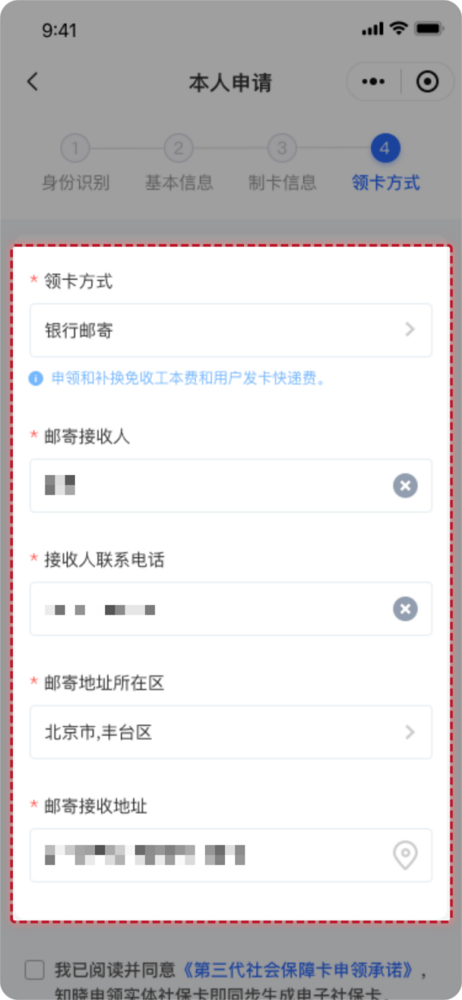 9:41
本人申请
1 2 3 4
身份识别 基本信息 制卡信息 领卡方式
* 领卡方式
银行邮寄
申领和补换免收工本费和用户发卡快递费。
* 邮寄接收人
* 接收人联系电话
* 邮寄地址所在区
北京市,丰台区
* 邮寄接收地址
我已阅读并同意《第三代社会保障卡申领承诺》,
知晓申领实体社保卡即同步生成电子社保卡。